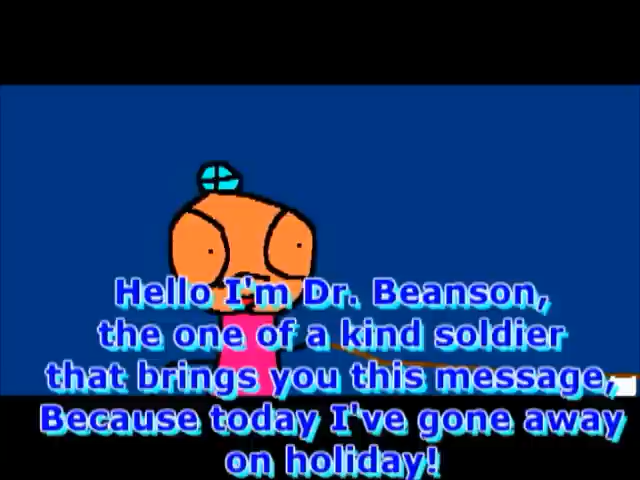 Hello I'm Dr. Beanson,
the one of a kind soldier
that brings you this message,
Because today I've gone away
on holiday!